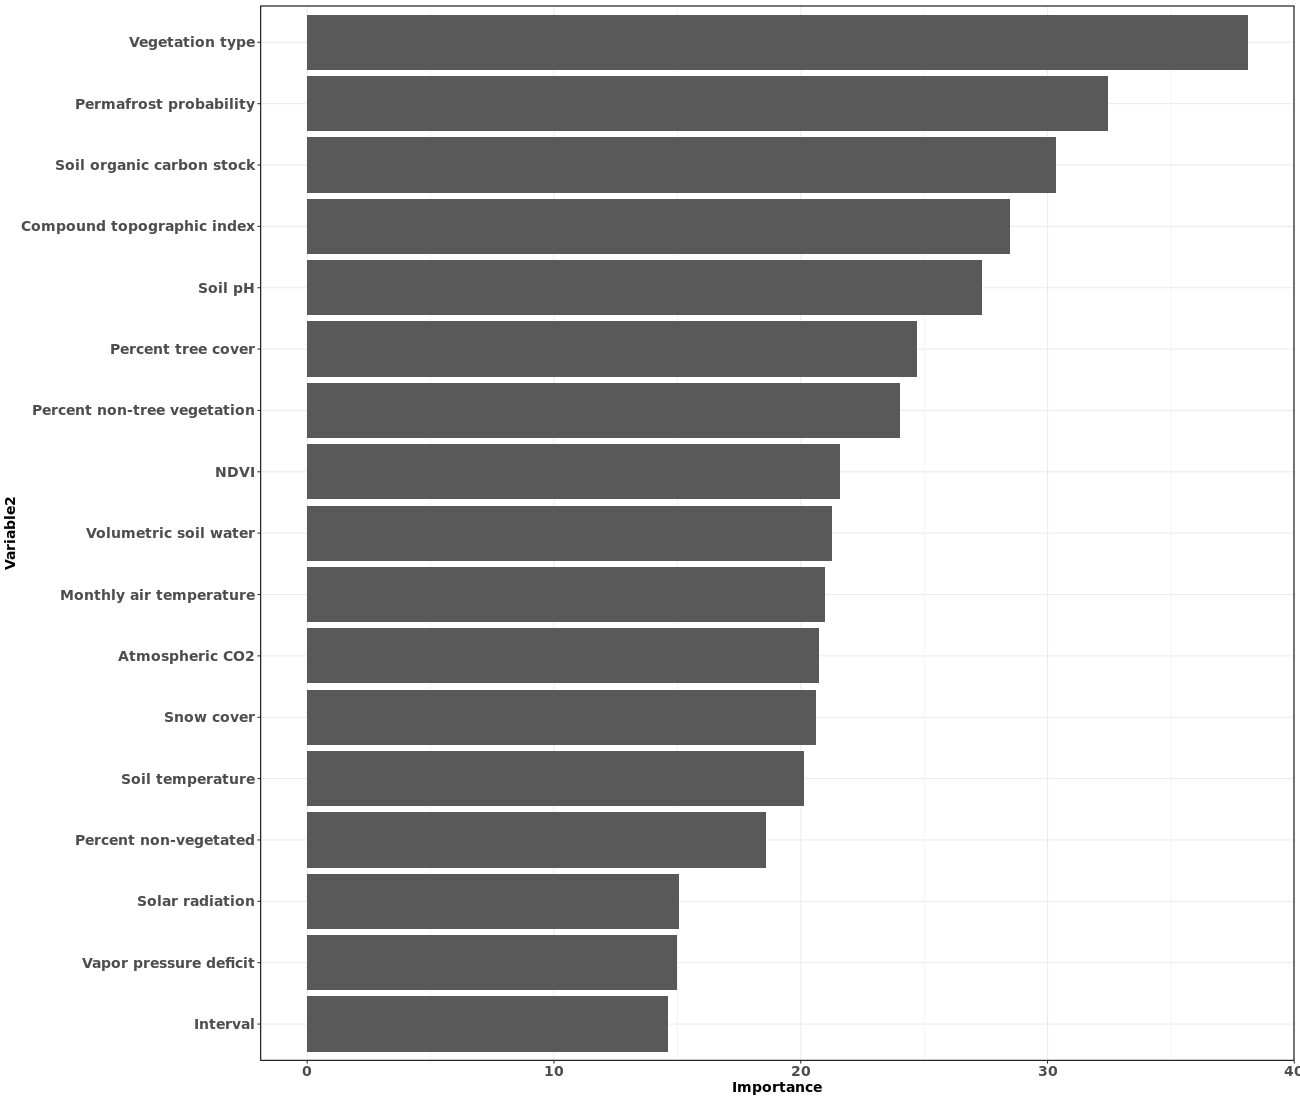 Vegetation type
Permafrost probability
Soil organic carbon stock
Compound topographic index
Soil pH
Percent tree cover
Percent non-tree vegetation
NDVI
Volumetric soil water
Monthly air temperature
Atmospheric CO2
Snow cover
Soil temperature
Percent non-vegetated
Solar radiation
Vapor pressure deficit
Interval
Variable2
0 10 20 30 40
Importance